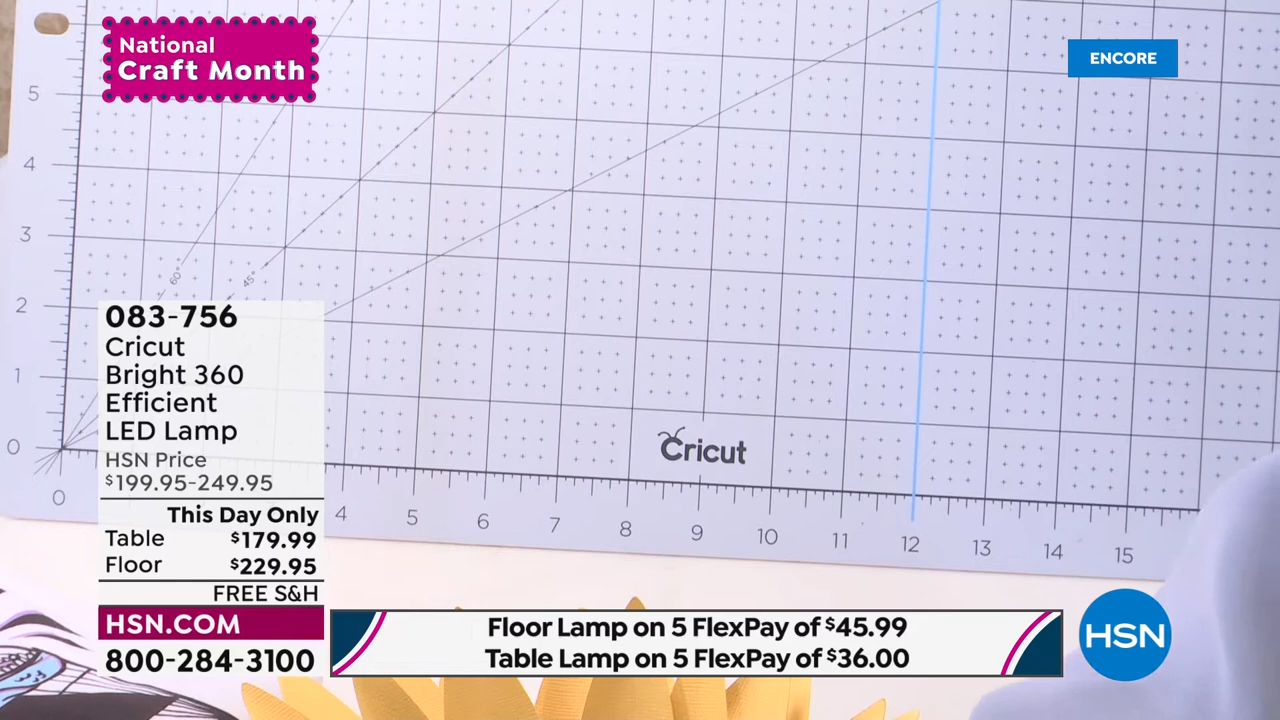 National
Craft Month
ENCORE
5
4
3
2
1
0
60°
45°
Cricut
0
4
5
6
7
8
9
10
11
12
13
14
15
083-756
Cricut
Bright 360
Efficient
LED Lamp
HSN Price
$199.95-249.95
This Day Only
Table $179.99
Floor $229.95
FREE S&H
HSN.COM
800-284-3100
Floor Lamp on 5 FlexPay of $45.99
Table Lamp on 5 FlexPay of $36.00
HSN